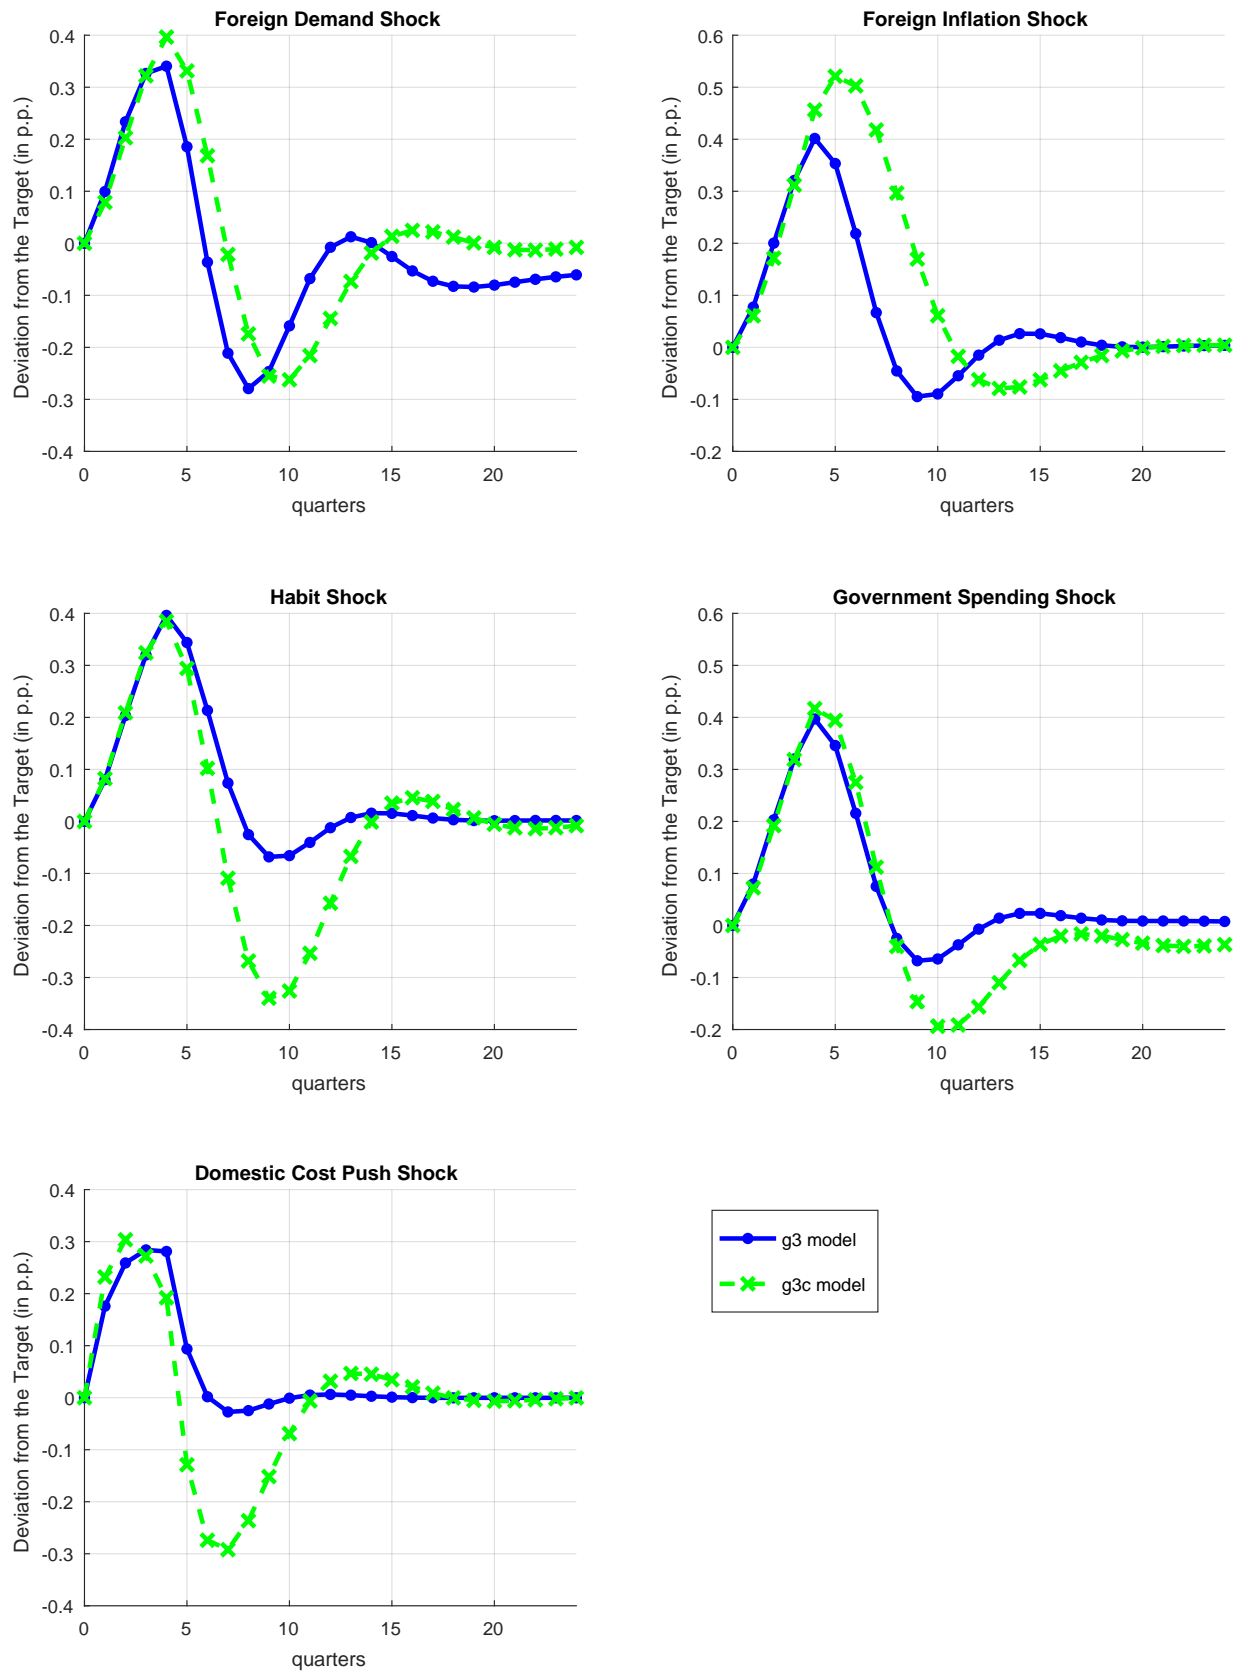 Foreign Demand Shock
Deviation from the Target (in p.p.)
0.4
0.3
0.2
0.1
0
-0.1
-0.2
-0.3
-0.4
0 5 10 15 20
quarters
Foreign Inflation Shock
Deviation from the Target (in p.p.)
0.6
0.5
0.4
0.3
0.2
0.1
0
-0.1
-0.2
0 5 10 15 20
quarters
Habit Shock
Deviation from the Target (in p.p.)
0.4
0.3
0.2
0.1
0
-0.1
-0.2
-0.3
-0.4
0 5 10 15 20
quarters
Government Spending Shock
Deviation from the Target (in p.p.)
0.6
0.5
0.4
0.3
0.2
0.1
0
-0.1
-0.2
0 5 10 15 20
quarters
Domestic Cost Push Shock
Deviation from the Target (in p.p.)
0.4
0.3
0.2
0.1
0
-0.1
-0.2
-0.3
-0.4
0 5 10 15 20
quarters
g3 model
g3c model